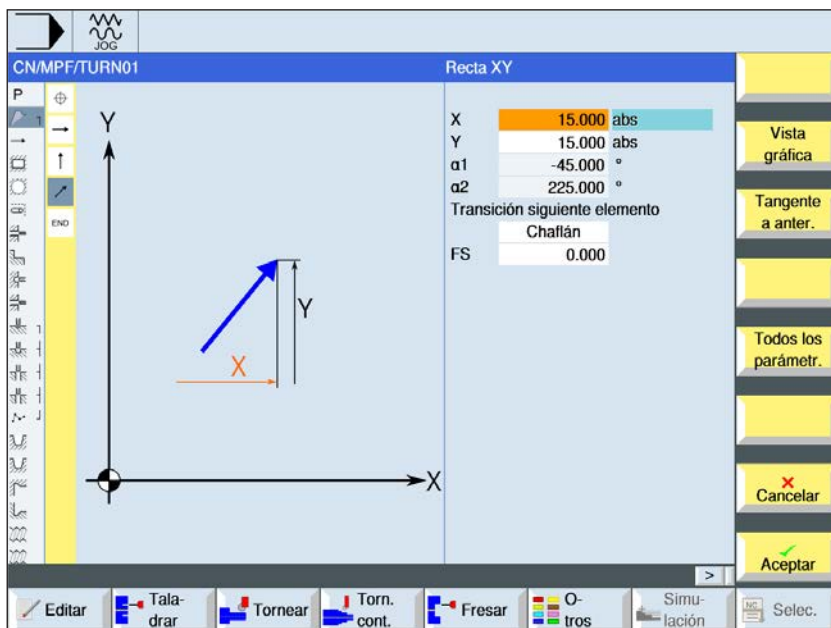 JOG
CN/MPF/TURN01
Recta XY
P
END
Y
X
Y
X
X 15.000 abs
Y 15.000 abs
α1 -45.000 °
α2 225.000 °
Transición siguiente elemento
Chaflán
FS 0.000
Vista
gráfica
Tangente
a anter.
Todos los
parámetr.
Cancelar
Aceptar
>
Editar
Tala-
drar
Tornear
Torn.
cont.
Fresar
O-
tros
Simu-
lación
NC
Selec.